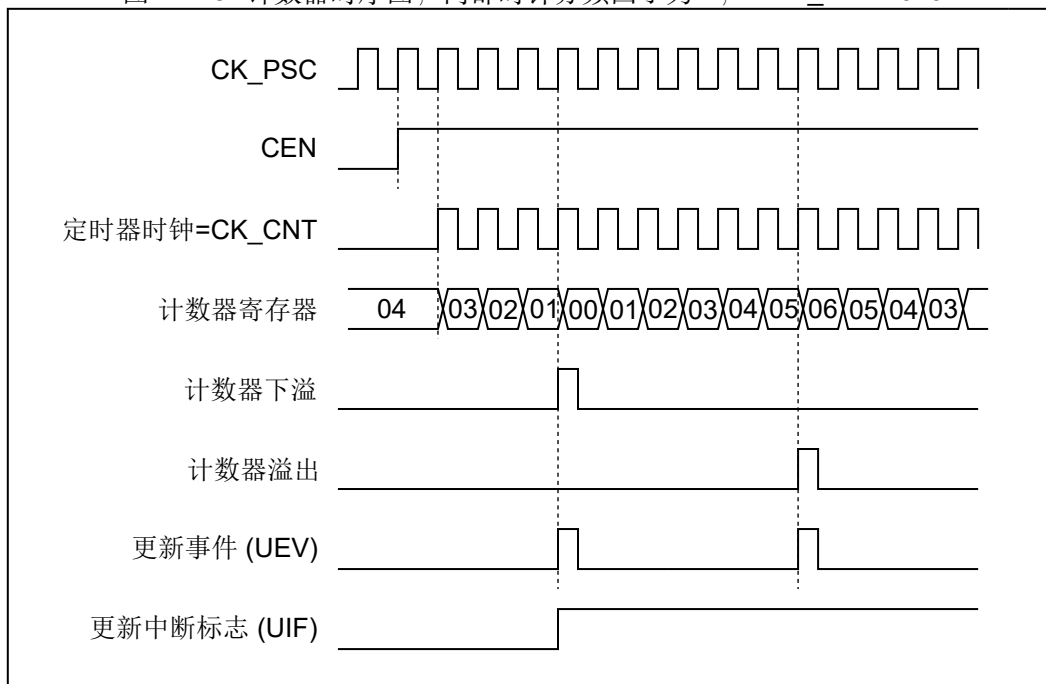 CK_PSC
CEN
定时器时钟=CK_CNT
计数器寄存器 04 03 02 01 00 01 02 03 04 05 06 05 04 03
计数器下溢
计数器溢出
更新事件 (UEV)
更新中断标志 (UIF)